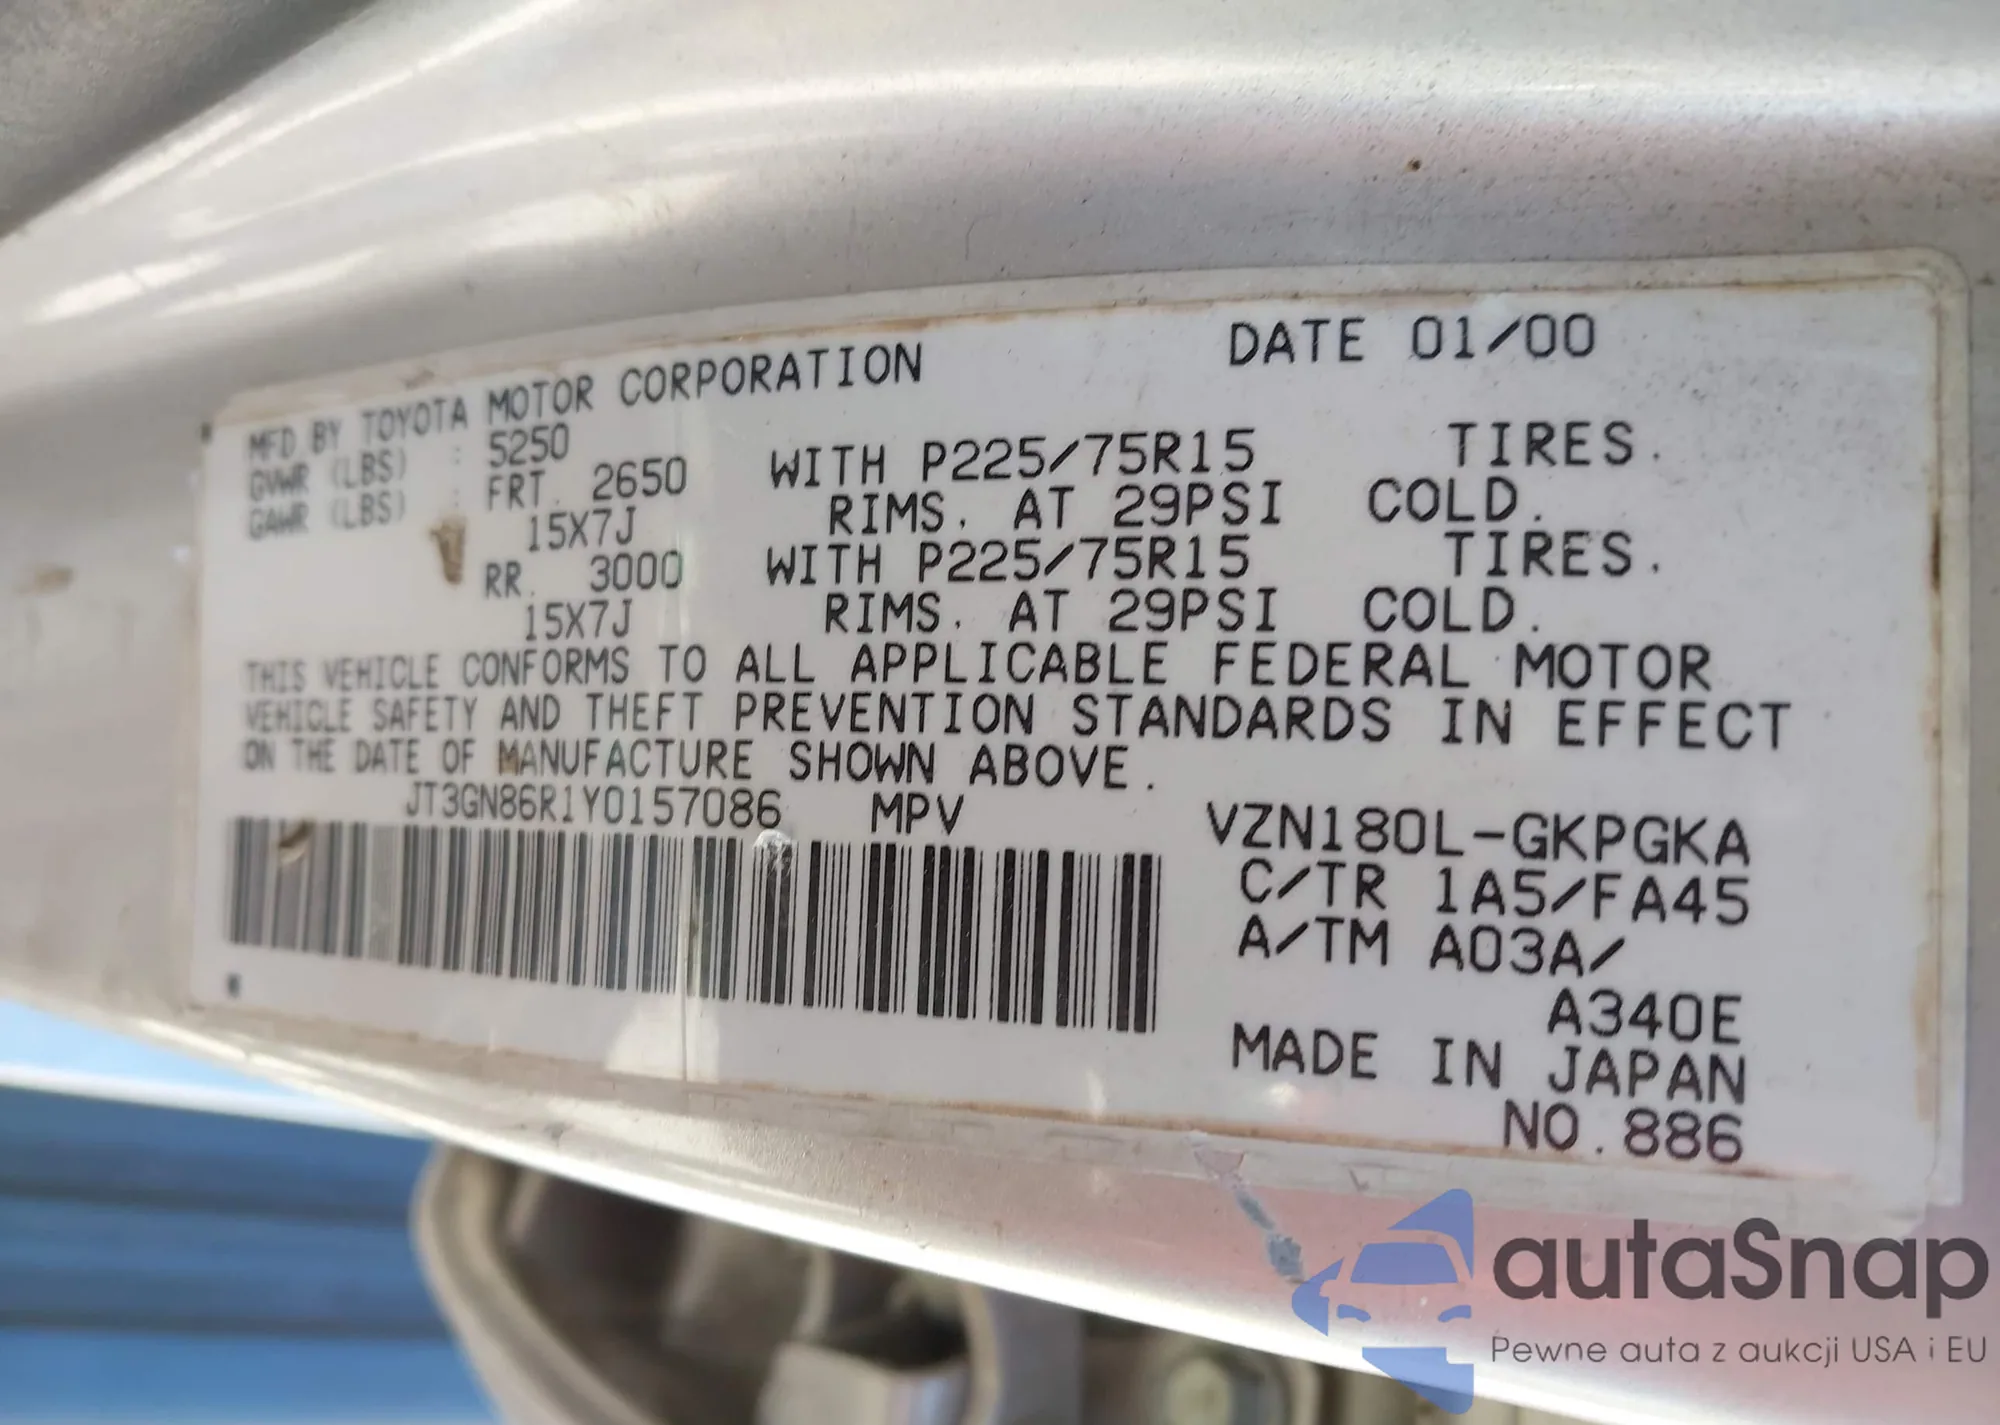 MFD BY TOYOTA MOTOR CORPORATION DATE 01/00
GVWR (LBS) : 5250
GAWR (LBS) : FRT. 2650 WITH P225/75R15 TIRES.
15X7J RIMS. AT 29PSI COLD.
RR. 3000 WITH P225/75R15 TIRES.
15X7J RIMS. AT 29PSI COLD.
THIS VEHICLE CONFORMS TO ALL APPLICABLE FEDERAL MOTOR
VEHICLE SAFETY AND THEFT PREVENTION STANDARDS IN EFFECT
ON THE DATE OF MANUFACTURE SHOWN ABOVE.
JT3GN86R1Y0157086 MPV
VZN180L-GKPGKA
C/TR 1A5/FA45
A/TM A03A/
A340E
MADE IN JAPAN
NO.886
autaSnap
Pewne auta z aukcji USA i EU